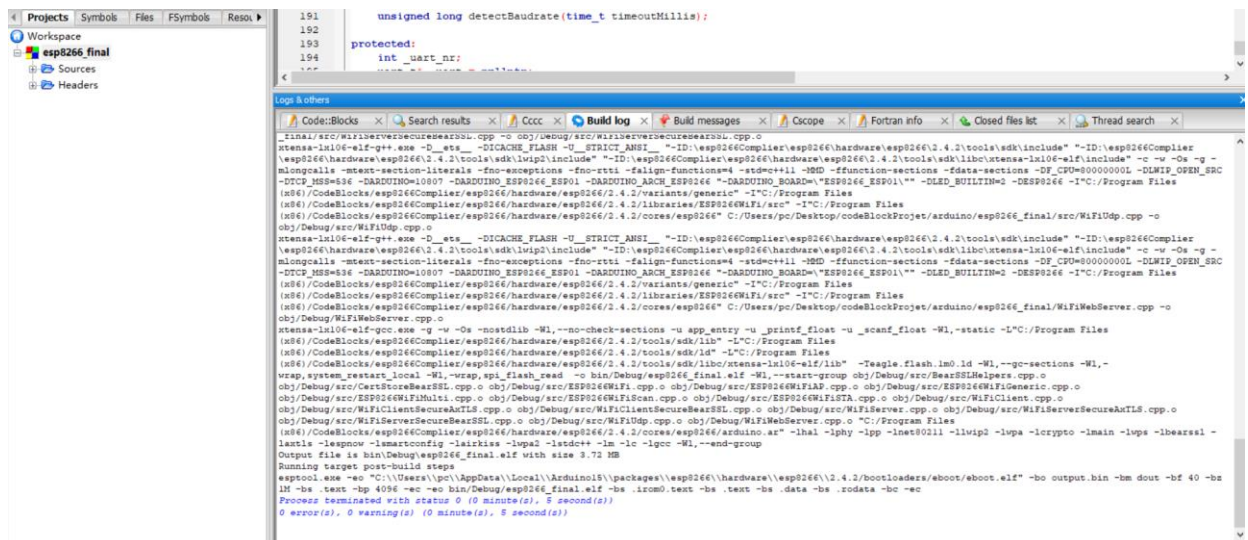 Projects Symbols Files FSymbols Resou
Workspace
esp8266_final
Sources
Headers
191 unsigned long detectBaudrate(time_t timeoutMillis);
192
193 protected:
194 int _uart_nr;
Logs & others
Code::Blocks Search results Cccc Build log Build messages Cscope Fortran info Closed files list Thread search
_final/src/WiFiServerSecureBearSSL.cpp -o obj/Debug/src/WiFiServerSecureBearSSL.cpp.o
xtensa-lx106-elf-g++.exe -D__ets__ -DICACHE_FLASH -U__STRICT_ANSI__ "-ID:\esp8266Complier\esp8266\hardware\esp8266\2.4.2\tools\sdk\include" "-ID:\esp8266Complier
\esp8266\hardware\esp8266\2.4.2\tools\sdk\lwip2\include" "-ID:\esp8266Complier\esp8266\hardware\esp8266\2.4.2\tools\sdk\libc\xtensa-lx106-elf\include" -c -w -Os -g -
mlongcalls -mtext-section-literals -fno-exceptions -fno-rtti -falign-functions=4 -std=c++11 -MMD -ffunction-sections -fdata-sections -DF_CPU=80000000L -DLWIP_OPEN_SRC
-DTCP_MSS=536 -DARDUINO=10807 -DARDUINO_ESP8266_ESP01 -DARDUINO_ARCH_ESP8266 "-DARDUINO_BOARD=\"ESP8266_ESP01\"" -DLED_BUILTIN=2 -DESP8266 -I"C:/Program Files
(x86)/CodeBlocks/esp8266Complier/esp8266/hardware/esp8266/2.4.2/variants/generic" -I"C:/Program Files
(x86)/CodeBlocks/esp8266Complier/esp8266/hardware/esp8266/2.4.2/libraries/ESP8266WiFi/src" -I"C:/Program Files
(x86)/CodeBlocks/esp8266Complier/esp8266/hardware/esp8266/2.4.2/cores/esp8266" C:/Users/pc/Desktop/codeBlockProjet/arduino/esp8266_final/src/WiFiUdp.cpp -o
obj/Debug/src/WiFiUdp.cpp.o
xtensa-lx106-elf-g++.exe -D__ets__ -DICACHE_FLASH -U__STRICT_ANSI__ "-ID:\esp8266Complier\esp8266\hardware\esp8266\2.4.2\tools\sdk\include" "-ID:\esp8266Complier
\esp8266\hardware\esp8266\2.4.2\tools\sdk\lwip2\include" "-ID:\esp8266Complier\esp8266\hardware\esp8266\2.4.2\tools\sdk\libc\xtensa-lx106-elf\include" -c -w -Os -g -
mlongcalls -mtext-section-literals -fno-exceptions -fno-rtti -falign-functions=4 -std=c++11 -MMD -ffunction-sections -fdata-sections -DF_CPU=80000000L -DLWIP_OPEN_SRC
-DTCP_MSS=536 -DARDUINO=10807 -DARDUINO_ESP8266_ESP01 -DARDUINO_ARCH_ESP8266 "-DARDUINO_BOARD=\"ESP8266_ESP01\"" -DLED_BUILTIN=2 -DESP8266 -I"C:/Program Files
(x86)/CodeBlocks/esp8266Complier/esp8266/hardware/esp8266/2.4.2/variants/generic" -I"C:/Program Files
(x86)/CodeBlocks/esp8266Complier/esp8266/hardware/esp8266/2.4.2/libraries/ESP8266WiFi/src" -I"C:/Program Files
(x86)/CodeBlocks/esp8266Complier/esp8266/hardware/esp8266/2.4.2/cores/esp8266" C:/Users/pc/Desktop/codeBlockProjet/arduino/esp8266_final/WiFiWebServer.cpp -o
obj/Debug/WiFiWebServer.cpp.o
xtensa-lx106-elf-gcc.exe -g -w -Os -nostdlib -Wl,--no-check-sections -u app_entry -u _printf_float -u _scanf_float -Wl,-static -L"C:/Program Files
(x86)/CodeBlocks/esp8266Complier/esp8266/hardware/esp8266/2.4.2/tools/sdk/lib" -L"C:/Program Files
(x86)/CodeBlocks/esp8266Complier/esp8266/hardware/esp8266/2.4.2/tools/sdk/ld" -L"C:/Program Files
(x86)/CodeBlocks/esp8266Complier/esp8266/hardware/esp8266/2.4.2/tools/sdk/libc/xtensa-lx106-elf/lib" -Teagle.flash.1m0.ld -Wl,--gc-sections -Wl,-
wrap,system_restart_local -Wl,-wrap,spi_flash_read -o bin/Debug/esp8266_final.elf -Wl,--start-group obj/Debug/src/BearSSLHelpers.cpp.o
obj/Debug/src/CertStoreBearSSL.cpp.o obj/Debug/src/ESP8266WiFi.cpp.o obj/Debug/src/ESP8266WiFiAP.cpp.o obj/Debug/src/ESP8266WiFiGeneric.cpp.o
obj/Debug/src/ESP8266WiFiMulti.cpp.o obj/Debug/src/ESP8266WiFiScan.cpp.o obj/Debug/src/ESP8266WiFiSTA.cpp.o obj/Debug/src/WiFiClient.cpp.o
obj/Debug/src/WiFiClientSecureAxTLS.cpp.o obj/Debug/src/WiFiClientSecureBearSSL.cpp.o obj/Debug/src/WiFiServer.cpp.o obj/Debug/src/WiFiServerSecureAxTLS.cpp.o
obj/Debug/src/WiFiServerSecureBearSSL.cpp.o obj/Debug/src/WiFiUdp.cpp.o obj/Debug/WiFiWebServer.cpp.o "C:/Program Files
(x86)/CodeBlocks/esp8266Complier/esp8266/hardware/esp8266/2.4.2/cores/esp8266/arduino.ar" -lhal -lphy -lpp -lnet80211 -llwip2 -lwpa -lcrypto -lmain -lwps -lbearssl -
laxtls -lespnow -lsmartconfig -lairkiss -lwpa2 -lstdc++ -lm -lc -lgcc -Wl,--end-group
Output file is bin\Debug\esp8266_final.elf with size 3.72 MB
Running target post-build steps
esptool.exe -eo "C:\\Users\\pc\\AppData\\Local\\Arduino15\\packages\\esp8266\\hardware\\esp8266\\2.4.2/bootloaders/eboot/eboot.elf" -bo output.bin -bm dout -bf 40 -bz
1M -bs .text -bp 4096 -ec -eo bin/Debug/esp8266_final.elf -bs .irom0.text -bs .text -bs .data -bs .rodata -bc -ec
Process terminated with status 0 (0 minute(s), 5 second(s))
0 error(s), 0 warning(s) (0 minute(s), 5 second(s))